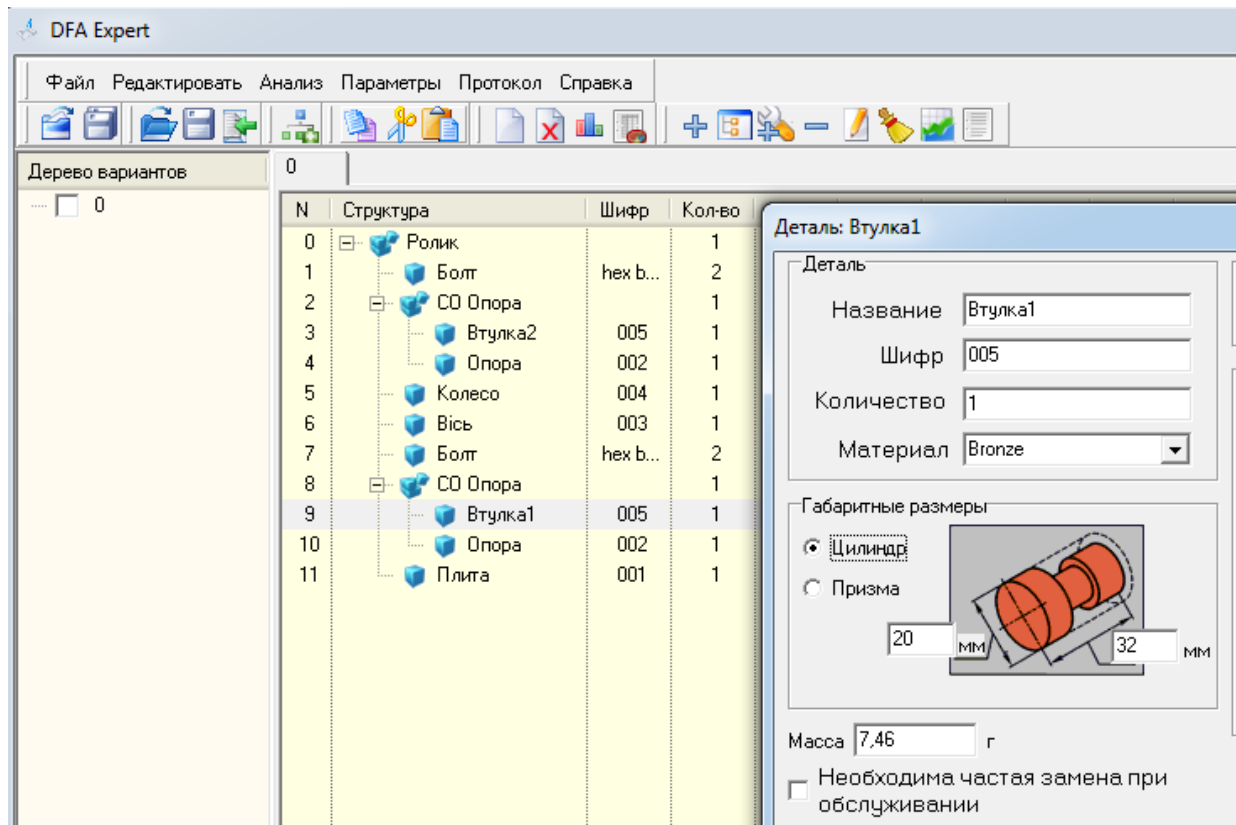 DFA Expert
Файл Редактировать Анализ Параметры Протокол Справка
Дерево вариантов
0
0
N Структура Шифр Кол-во
0 Ролик 1
1 Болт hex b... 2
2 СО Опора 1
3 Втулка2 005 1
4 Опора 002 1
5 Колесо 004 1
6 Вісь 003 1
7 Болт hex b... 2
8 СО Опора 1
9 Втулка1 005 1
10 Опора 002 1
11 Плита 001 1
Деталь: Втулка1
Деталь
Название Втулка1
Шифр 005
Количество 1
Материал Bronze
Габаритные размеры
Цилиндр
Призма
20 мм 32 мм
Масса 7,46 г
Необходима частая замена при
обслуживании